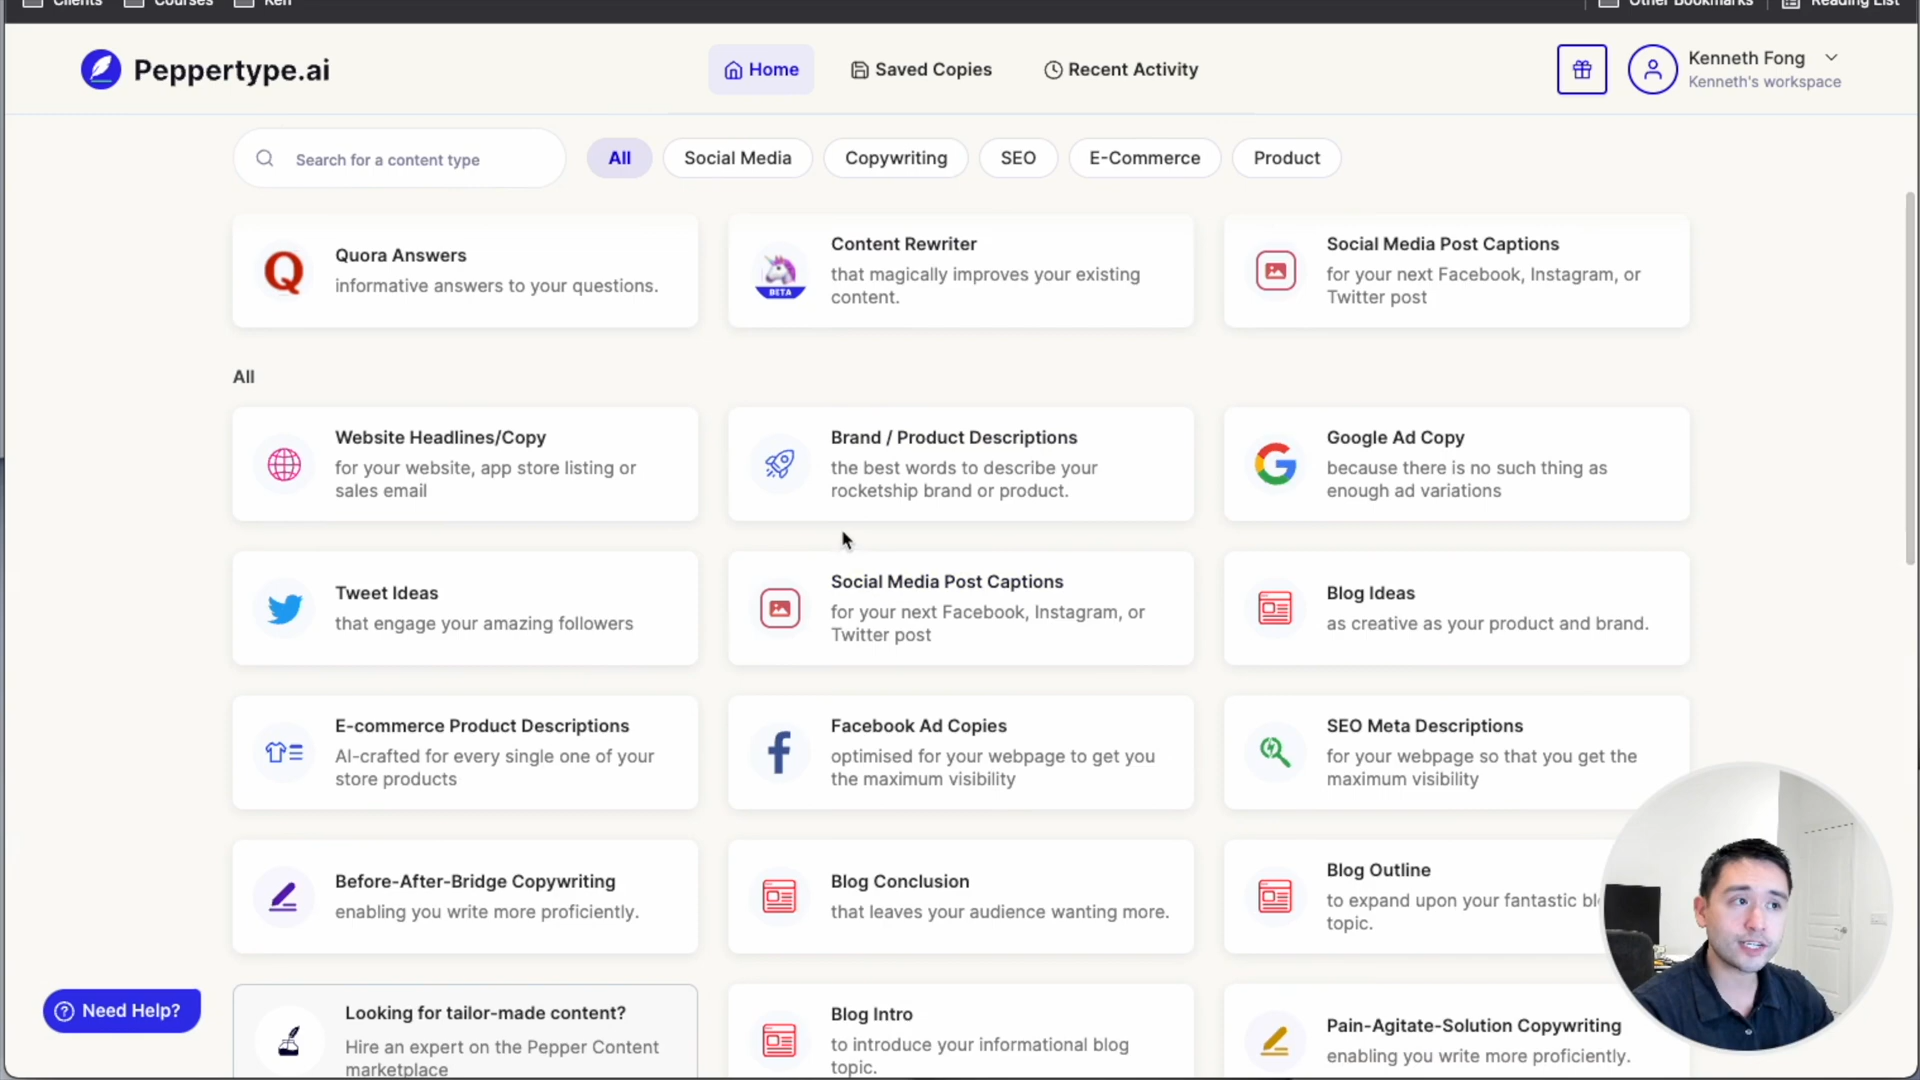 Clients
Courses
Ken
Other Bookmarks
Reading List
Peppertype.ai
Home
Saved Copies
Recent Activity
Kenneth Fong
Kenneth's workspace
Search for a content type
All
Social Media
Copywriting
SEO
E-Commerce
Product
Quora Answers
informative answers to your questions.
BETA
Content Rewriter
that magically improves your existing
content.
Social Media Post Captions
for your next Facebook, Instagram, or
Twitter post
All
Website Headlines/Copy
for your website, app store listing or
sales email
Brand / Product Descriptions
the best words to describe your
rocketship brand or product.
Google Ad Copy
because there is no such thing as
enough ad variations
Tweet Ideas
that engage your amazing followers
Social Media Post Captions
for your next Facebook, Instagram, or
Twitter post
Blog Ideas
as creative as your product and brand.
E-commerce Product Descriptions
AI-crafted for every single one of your
store products
Facebook Ad Copies
optimised for your webpage to get you
the maximum visibility
SEO Meta Descriptions
for your webpage so that you get the
maximum visibility
Before-After-Bridge Copywriting
enabling you write more proficiently.
Blog Conclusion
that leaves your audience wanting more.
Blog Outline
to expand upon your fantastic
topic.
Need Help?
Looking for tailor-made content?
Hire an expert on the Pepper Content
marketplace
Blog Intro
to introduce your informational blog
topic.
Pain-Agitate-Solution Copywriting
enabling you write more proficiently.